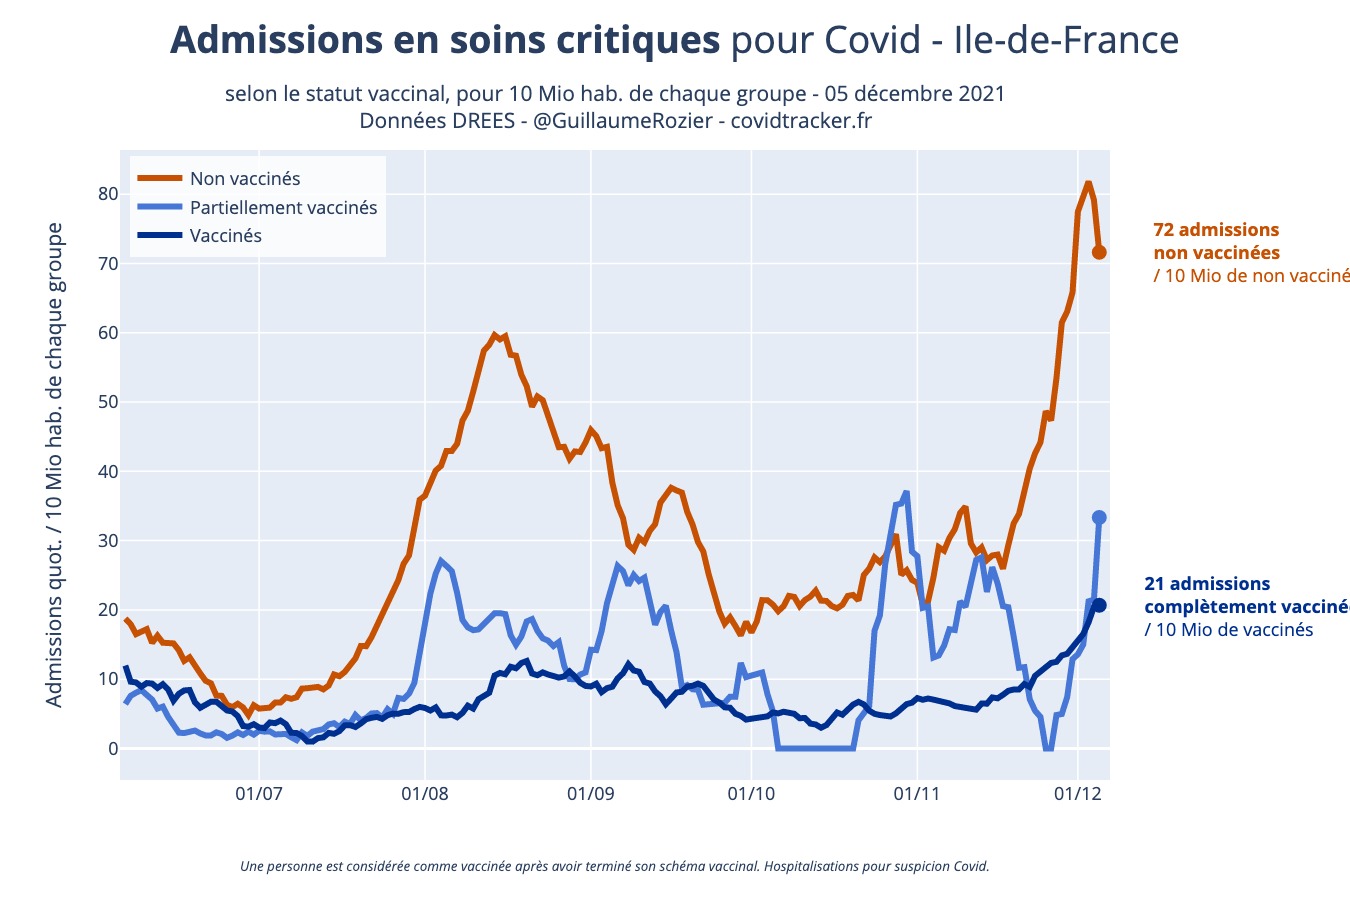 Admissions en soins critiques pour Covid - Ile-de-France
selon le statut vaccinal, pour 10 Mio hab. de chaque groupe - 05 décembre 2021
Données DREES - @GuillaumeRozier - covidtracker.fr
Non vaccinés
Partiellement vaccinés
Vaccinés
Admissions quot. / 10 Mio hab. de chaque groupe
80
70
60
50
40
30
20
10
0
01/07
01/08
01/09
01/10
01/11
01/12
72 admissions
non vaccinées
/ 10 Mio de non vacciné
21 admissions
complètement vacciné
/ 10 Mio de vaccinés
Une personne est considérée comme vaccinée après avoir terminé son schéma vaccinal. Hospitalisations pour suspicion Covid.